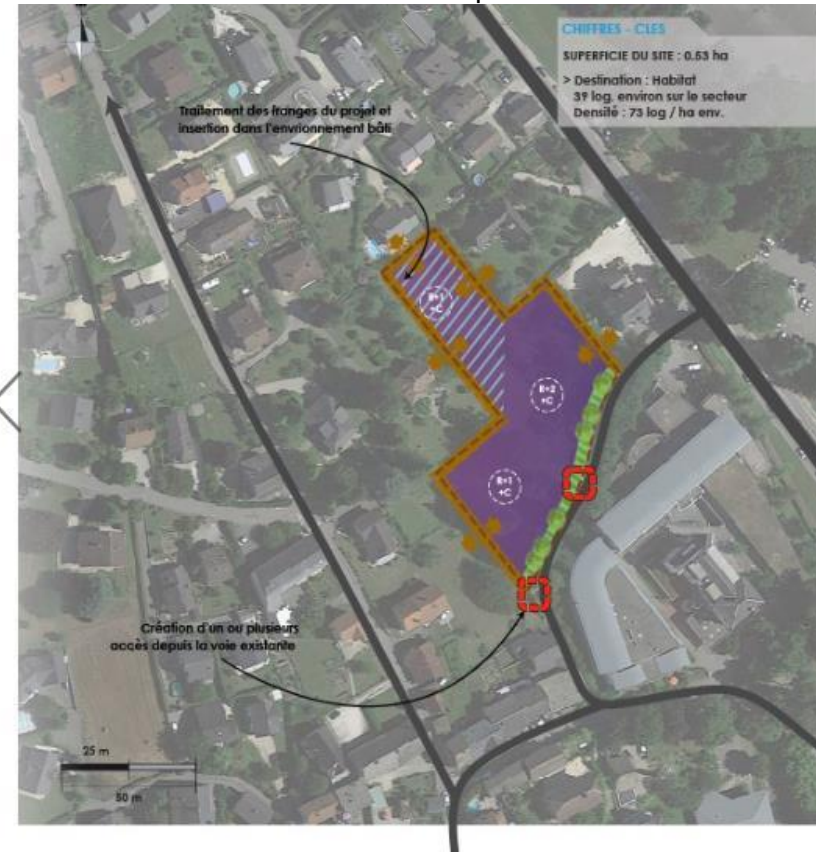 CHIFFRES - CLES
SUPERFICIE DU SITE : 0.53 ha
> Destination : Habitat
39 log. environ sur le secteur
Densité : 73 log / ha env.
Traitement des franges du projet et
insertion dans l'envrionnement bâti
R+1
+C
R+2
+C
R+1
+C
Création d'un ou plusieurs
accès depuis la voie existante
25 m
50 m